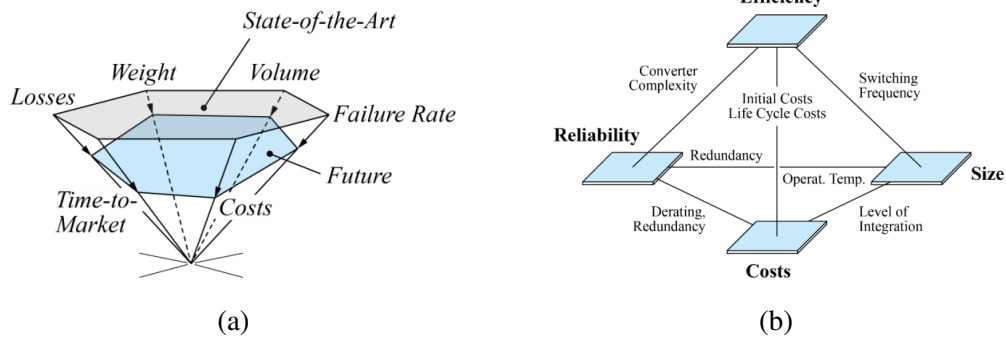 State-of-the-Art
Weight
Volume
Losses
Failure Rate
Future
Time-to-
Market
Costs
(a)
Efficiency
Converter
Complexity
Switching
Frequency
Initial Costs
Life Cycle Costs
Reliability
Redundancy
Operat. Temp.
Size
Derating,
Redundancy
Level of
Integration
Costs
(b)